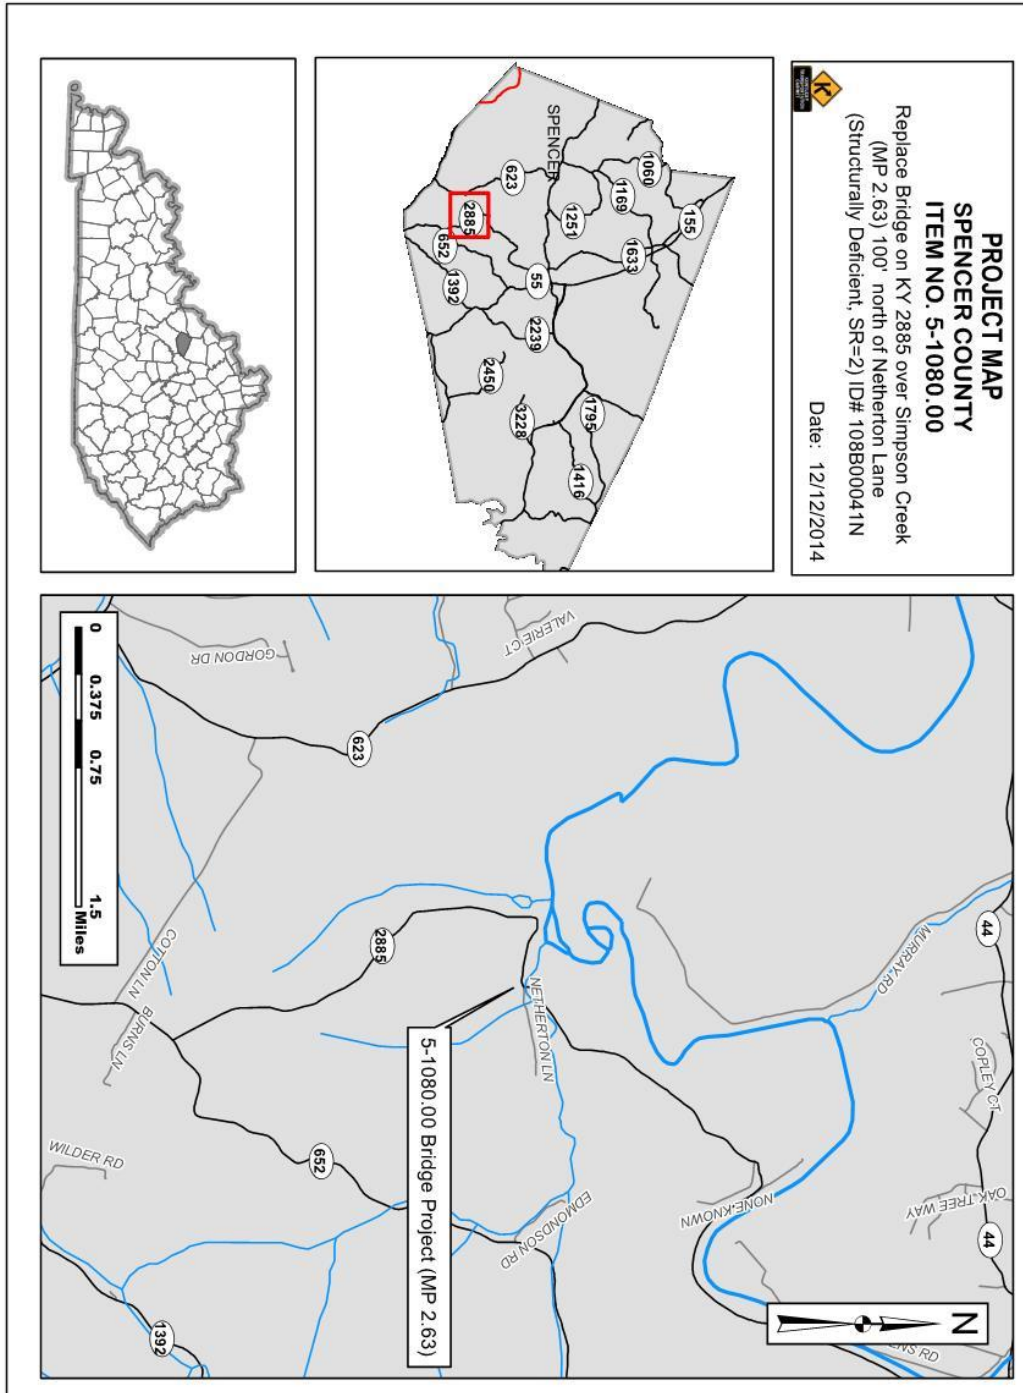 PROJECT MAP
SPENCER COUNTY
ITEM NO. 5-1080.00
Replace Bridge on KY 2885 over Simpson Creek
(MP 2.63) 100' north of Netherton Lane
(Structurally Deficient, SR=2) ID# 108B00041N
Date: 12/12/2014
SPENCER
1060
155
1169
1633
1251
623
2885
652
1392
55
2239
2450
1795
3228
1416
44
44
MURRAY RD
COPLEY CT
OAK TREE WAY
N
VALERIE CT
GORDON DR
623
NETHERTON LN
NONE KNOWN
EDMONDSON RD
2885
5-1080.00 Bridge Project (MP 2.63)
652
COTTON LN
BURNS LN
WILDER RD
1392
0 0.375 0.75 1.5
Miles